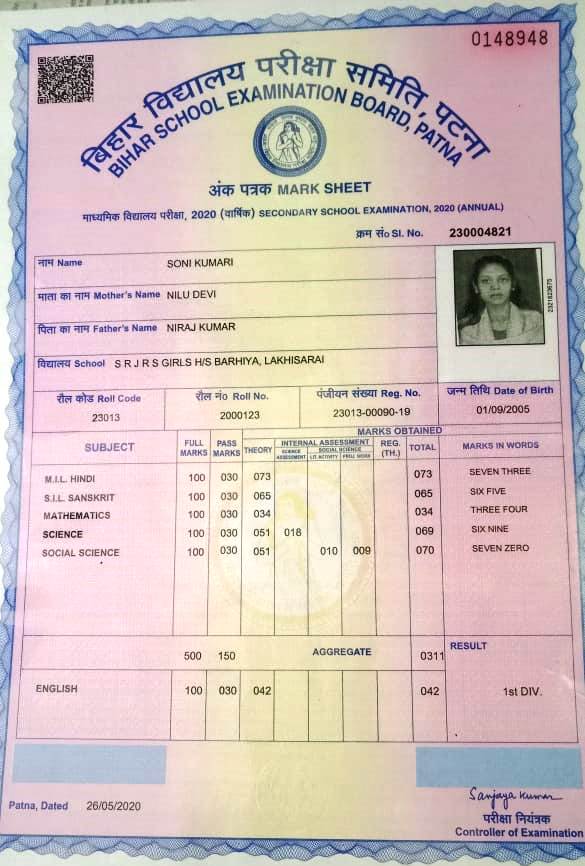 0148948
बिहार विद्यालय परीक्षा समिति, पटना
BIHAR SCHOOL EXAMINATION BOARD, PATNA
अंक पत्रक MARK SHEET
माध्यमिक विद्यालय परीक्षा, 2020 (वार्षिक) SECONDARY SCHOOL EXAMINATION, 2020 (ANNUAL)
क्रम सं० Sl. No. 230004821
नाम Name SONI KUMARI
माता का नाम Mother's Name NILU DEVI
पिता का नाम Father's Name NIRAJ KUMAR
विद्यालय School S R J R S GIRLS H/S BARHIYA, LAKHISARAI
2321823675
रौल कोड Roll Code रौल नं० Roll No. पंजीयन संख्या Reg. No. जन्म तिथि Date of Birth
23013 2000123 23013-00090-19 01/09/2005
SUBJECT FULL MARKS PASS MARKS MARKS OBTAINED MARKS IN WORDS
THEORY INTERNAL ASSESSMENT REG. (TH.) TOTAL
SCIENCE ASSESSMENT SOCIAL SCIENCE
LIT. ACTIVITY PROJ. WORK
M.I.L. HINDI 100 030 073 073 SEVEN THREE
S.I.L. SANSKRIT 100 030 065 065 SIX FIVE
MATHEMATICS 100 030 034 034 THREE FOUR
SCIENCE 100 030 051 018 069 SIX NINE
SOCIAL SCIENCE 100 030 051 010 009 070 SEVEN ZERO
500 150 AGGREGATE 0311 RESULT
ENGLISH 100 030 042 042 1st DIV.
Patna, Dated 26/05/2020
Sanjaya Kumar
परीक्षा नियंत्रक
Controller of Examination